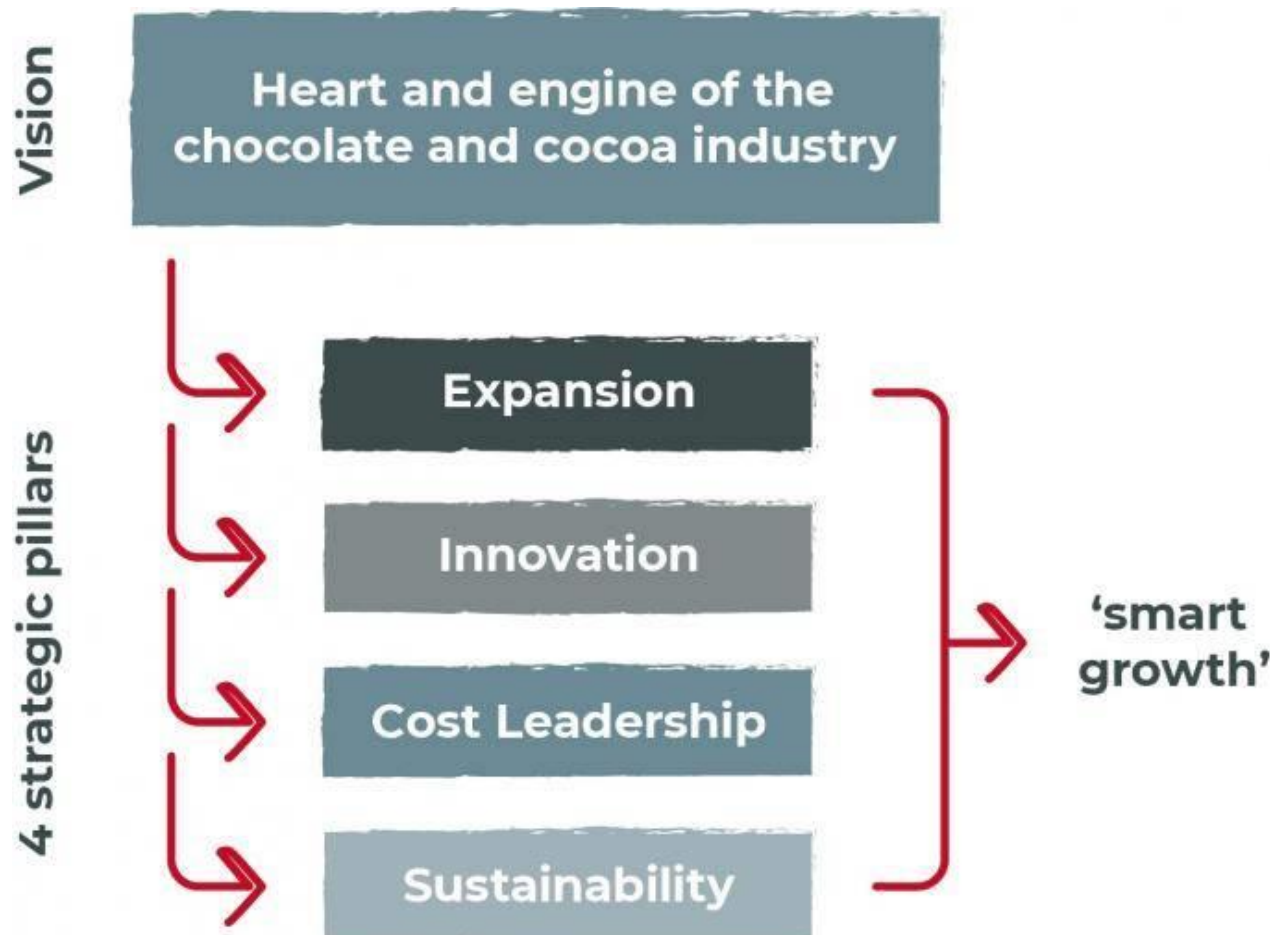 Vision
Heart and engine of the
chocolate and cocoa industry
4 strategic pillars
Expansion
Innovation
Cost Leadership
Sustainability
‘smart
growth’